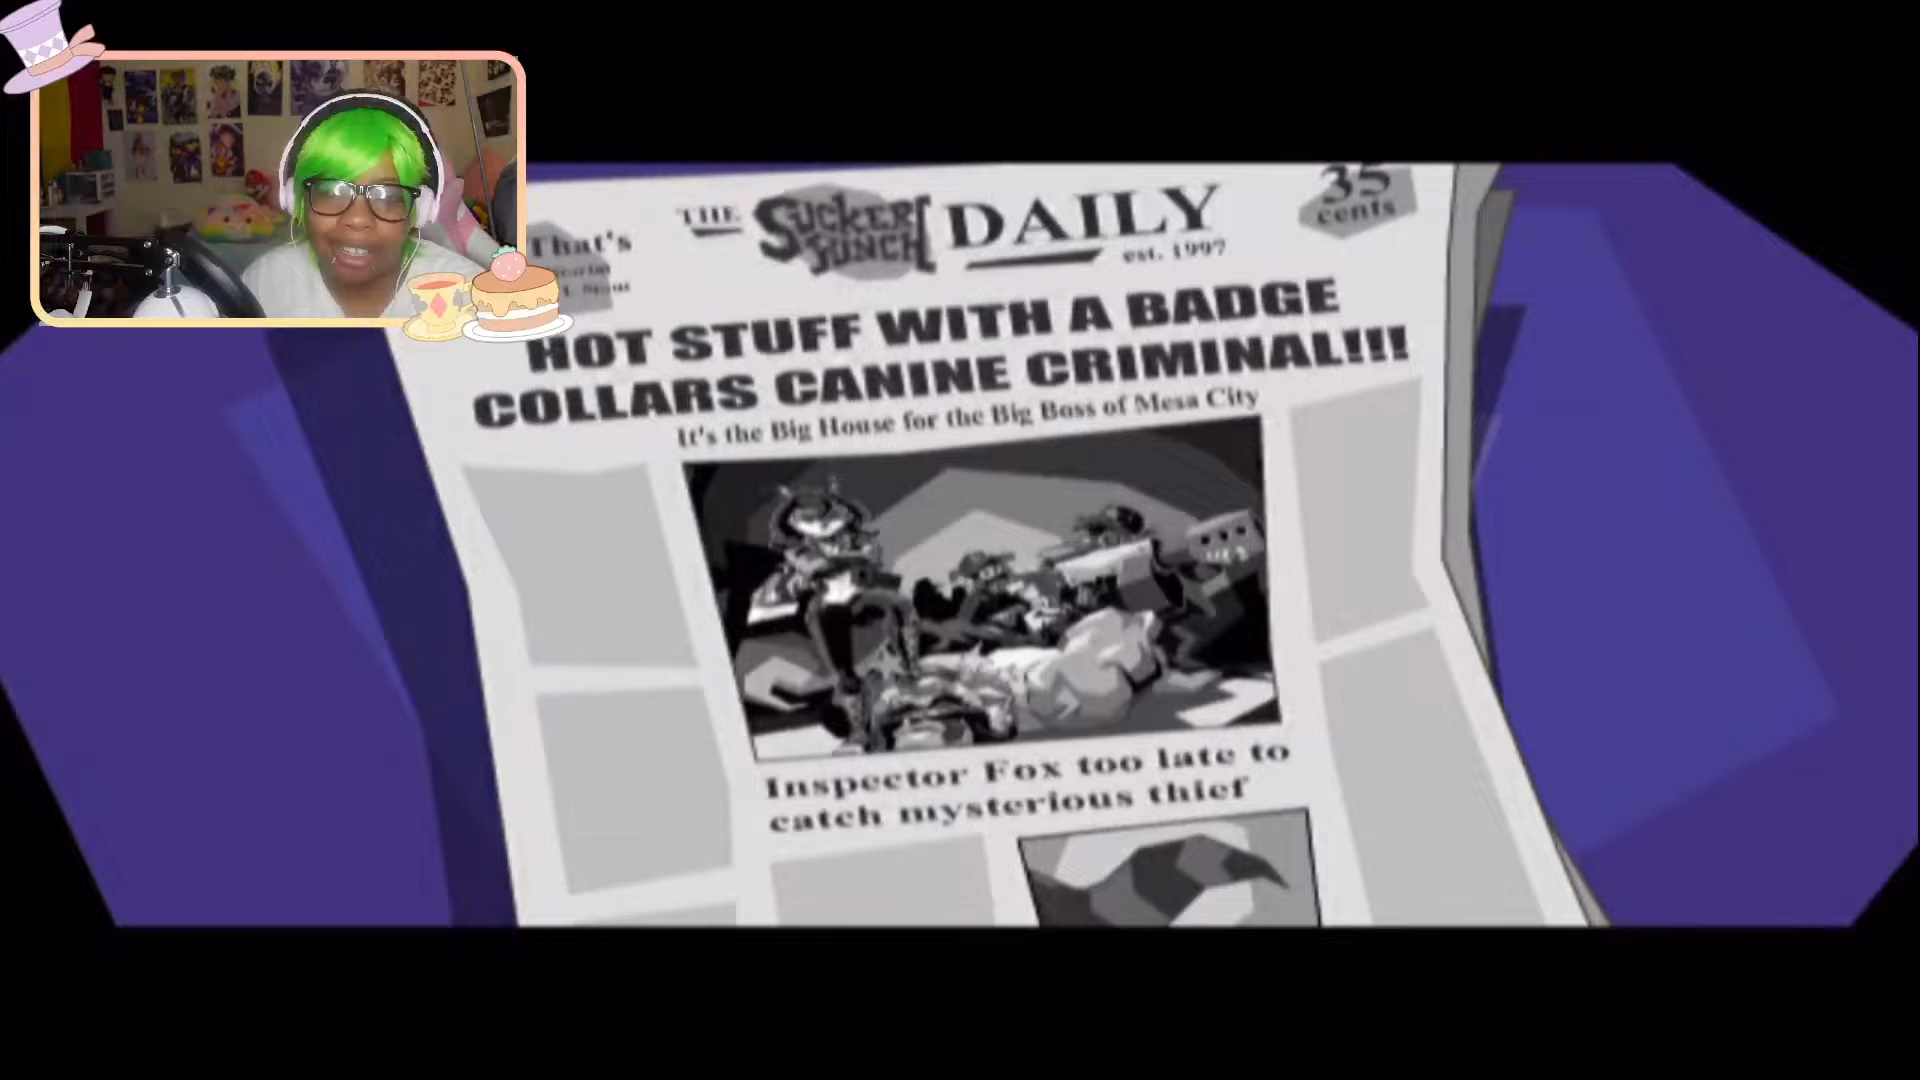 That's
THE SUCKER PUNCH DAILY
est. 1997
35
cents
HOT STUFF WITH A BADGE
COLLARS CANINE CRIMINAL!!!
It's the Big House for the Big Boss of Mesa City
Inspector Fox too late to
catch mysterious thief